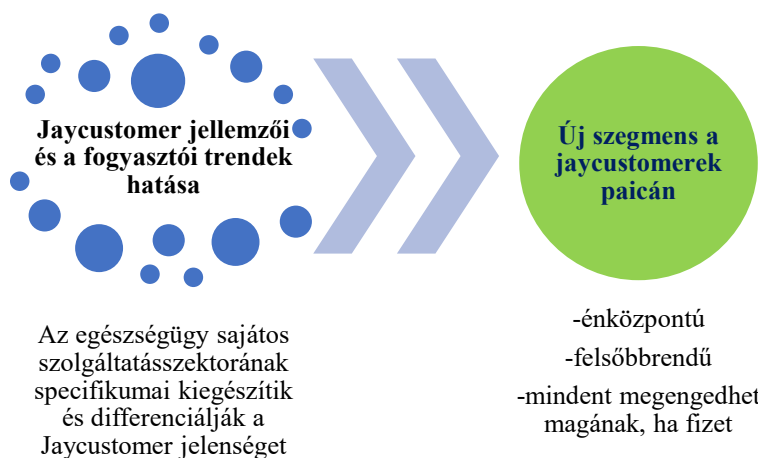 Jaycustomer jellemzői
és a fogyasztói trendek
hatása
Az egészségügy sajátos
szolgáltatásszektorának
specifikumai kiegészítik
és differenciálják a
Jaycustomer jelenséget
Új szegmens a
jaycustomerek
paicán
-énközpontú
-felsőbbrendű
-mindent megengedhet
magának, ha fizet